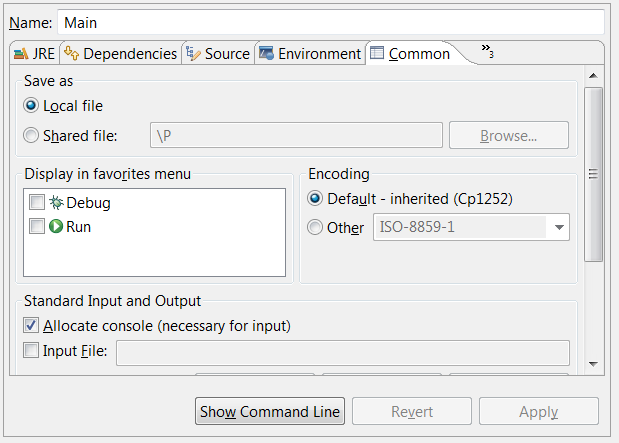 Name: Main
JRE Dependencies Source Environment Common »3
Save as
Local file
Shared file: \P Browse...
Display in favorites menu
Debug
Run
Encoding
Default - inherited (Cp1252)
Other ISO-8859-1
Standard Input and Output
Allocate console (necessary for input)
Input File:
Show Command Line Revert Apply